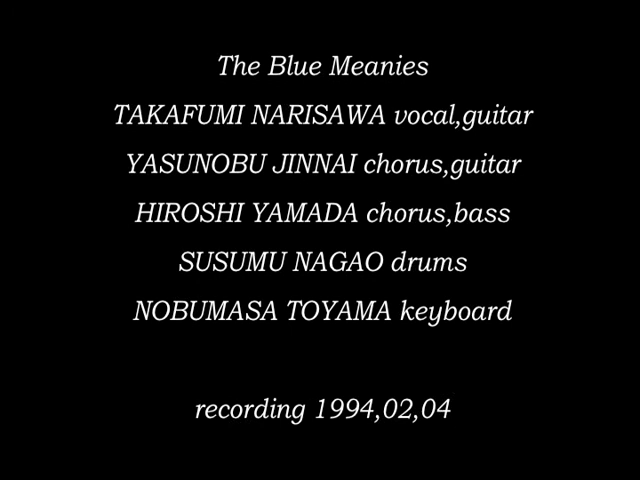 The Blue Meanies
TAKAFUMI NARISAWA vocal,guitar
YASUNOBU JINNAI chorus,guitar
HIROSHI YAMADA chorus,bass
SUSUMU NAGAO drums
NOBUMASA TOYAMA keyboard
recording 1994,02,04